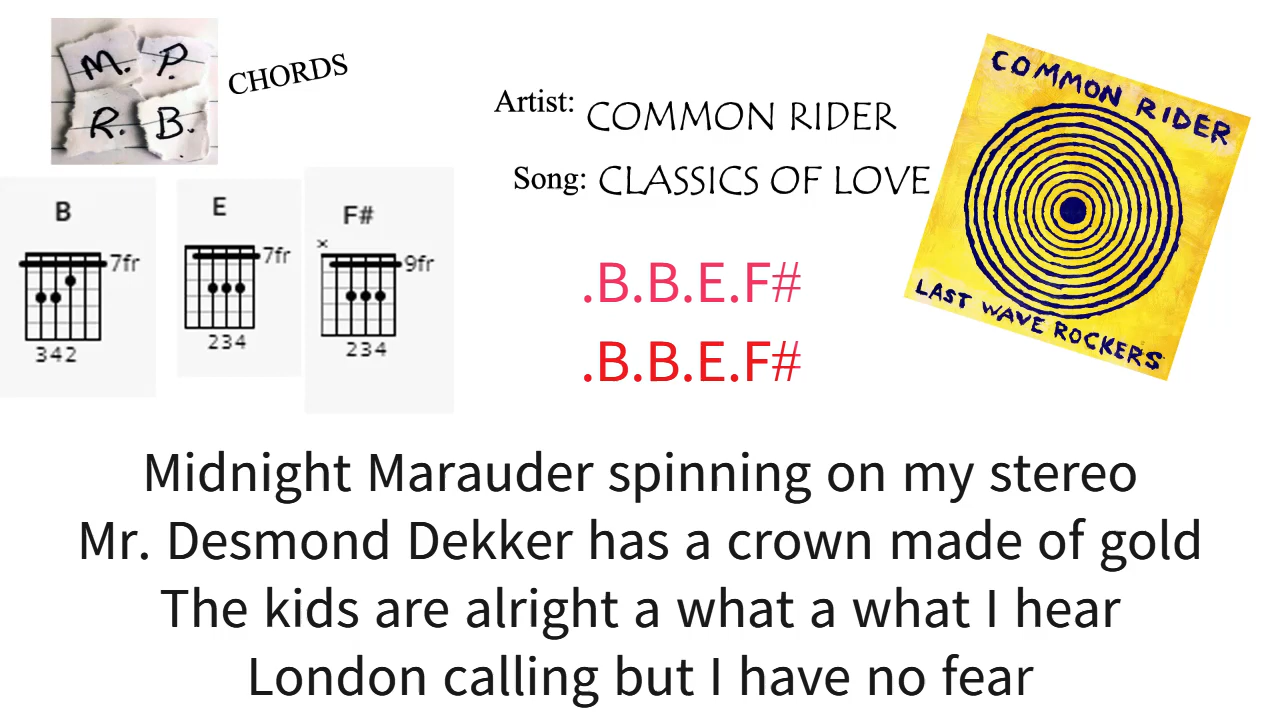 M. P.
R. B.
CHORDS
Artist: COMMON RIDER
Song: CLASSICS OF LOVE
COMMON RIDER
LAST WAVE ROCKERS
B
7fr
342
E
7fr
234
F#
×
9fr
234
.B.B.E.F#
.B.B.E.F#
Midnight Marauder spinning on my stereo
Mr. Desmond Dekker has a crown made of gold
The kids are alright a what a what I hear
London calling but I have no fear